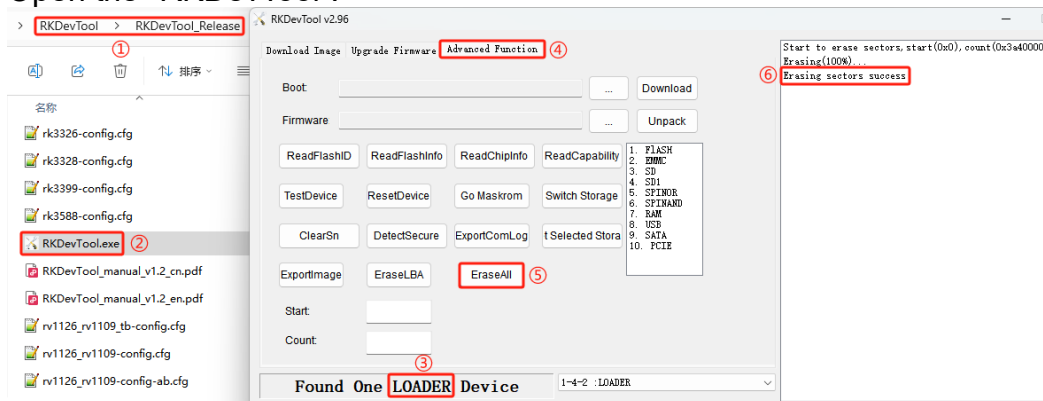 > RKDevTool > RKDevTool_Release
①
排序
名称
rk3326-config.cfg
rk3328-config.cfg
rk3399-config.cfg
rk3588-config.cfg
RKDevTool.exe ②
RKDevTool_manual_v1.2_cn.pdf
RKDevTool_manual_v1.2_en.pdf
rv1126_rv1109_tb-config.cfg
rv1126_rv1109-config.cfg
rv1126_rv1109-config-ab.cfg
RKDevTool v2.96
Download Image Upgrade Firmware Advanced Function ④
Boot: ... Download
Firmware ... Unpack
ReadFlashID ReadFlashInfo ReadChipInfo ReadCapability
TestDevice ResetDevice Go Maskrom Switch Storage
ClearSn DetectSecure ExportComLog t Selected Stora
ExportImage EraseLBA EraseAll ⑤
1. FLASH
2. EMMC
3. SD
4. SD1
5. SPINOR
6. SPINAND
7. RAM
8. USB
9. SATA
10. PCIE
Start:
Count:
③
Found One LOADER Device
1-4-2 :LOADER
Start to erase sectors,start(0x0),count(0x3a40000
Erasing(100%)...
⑥ Erasing sectors success